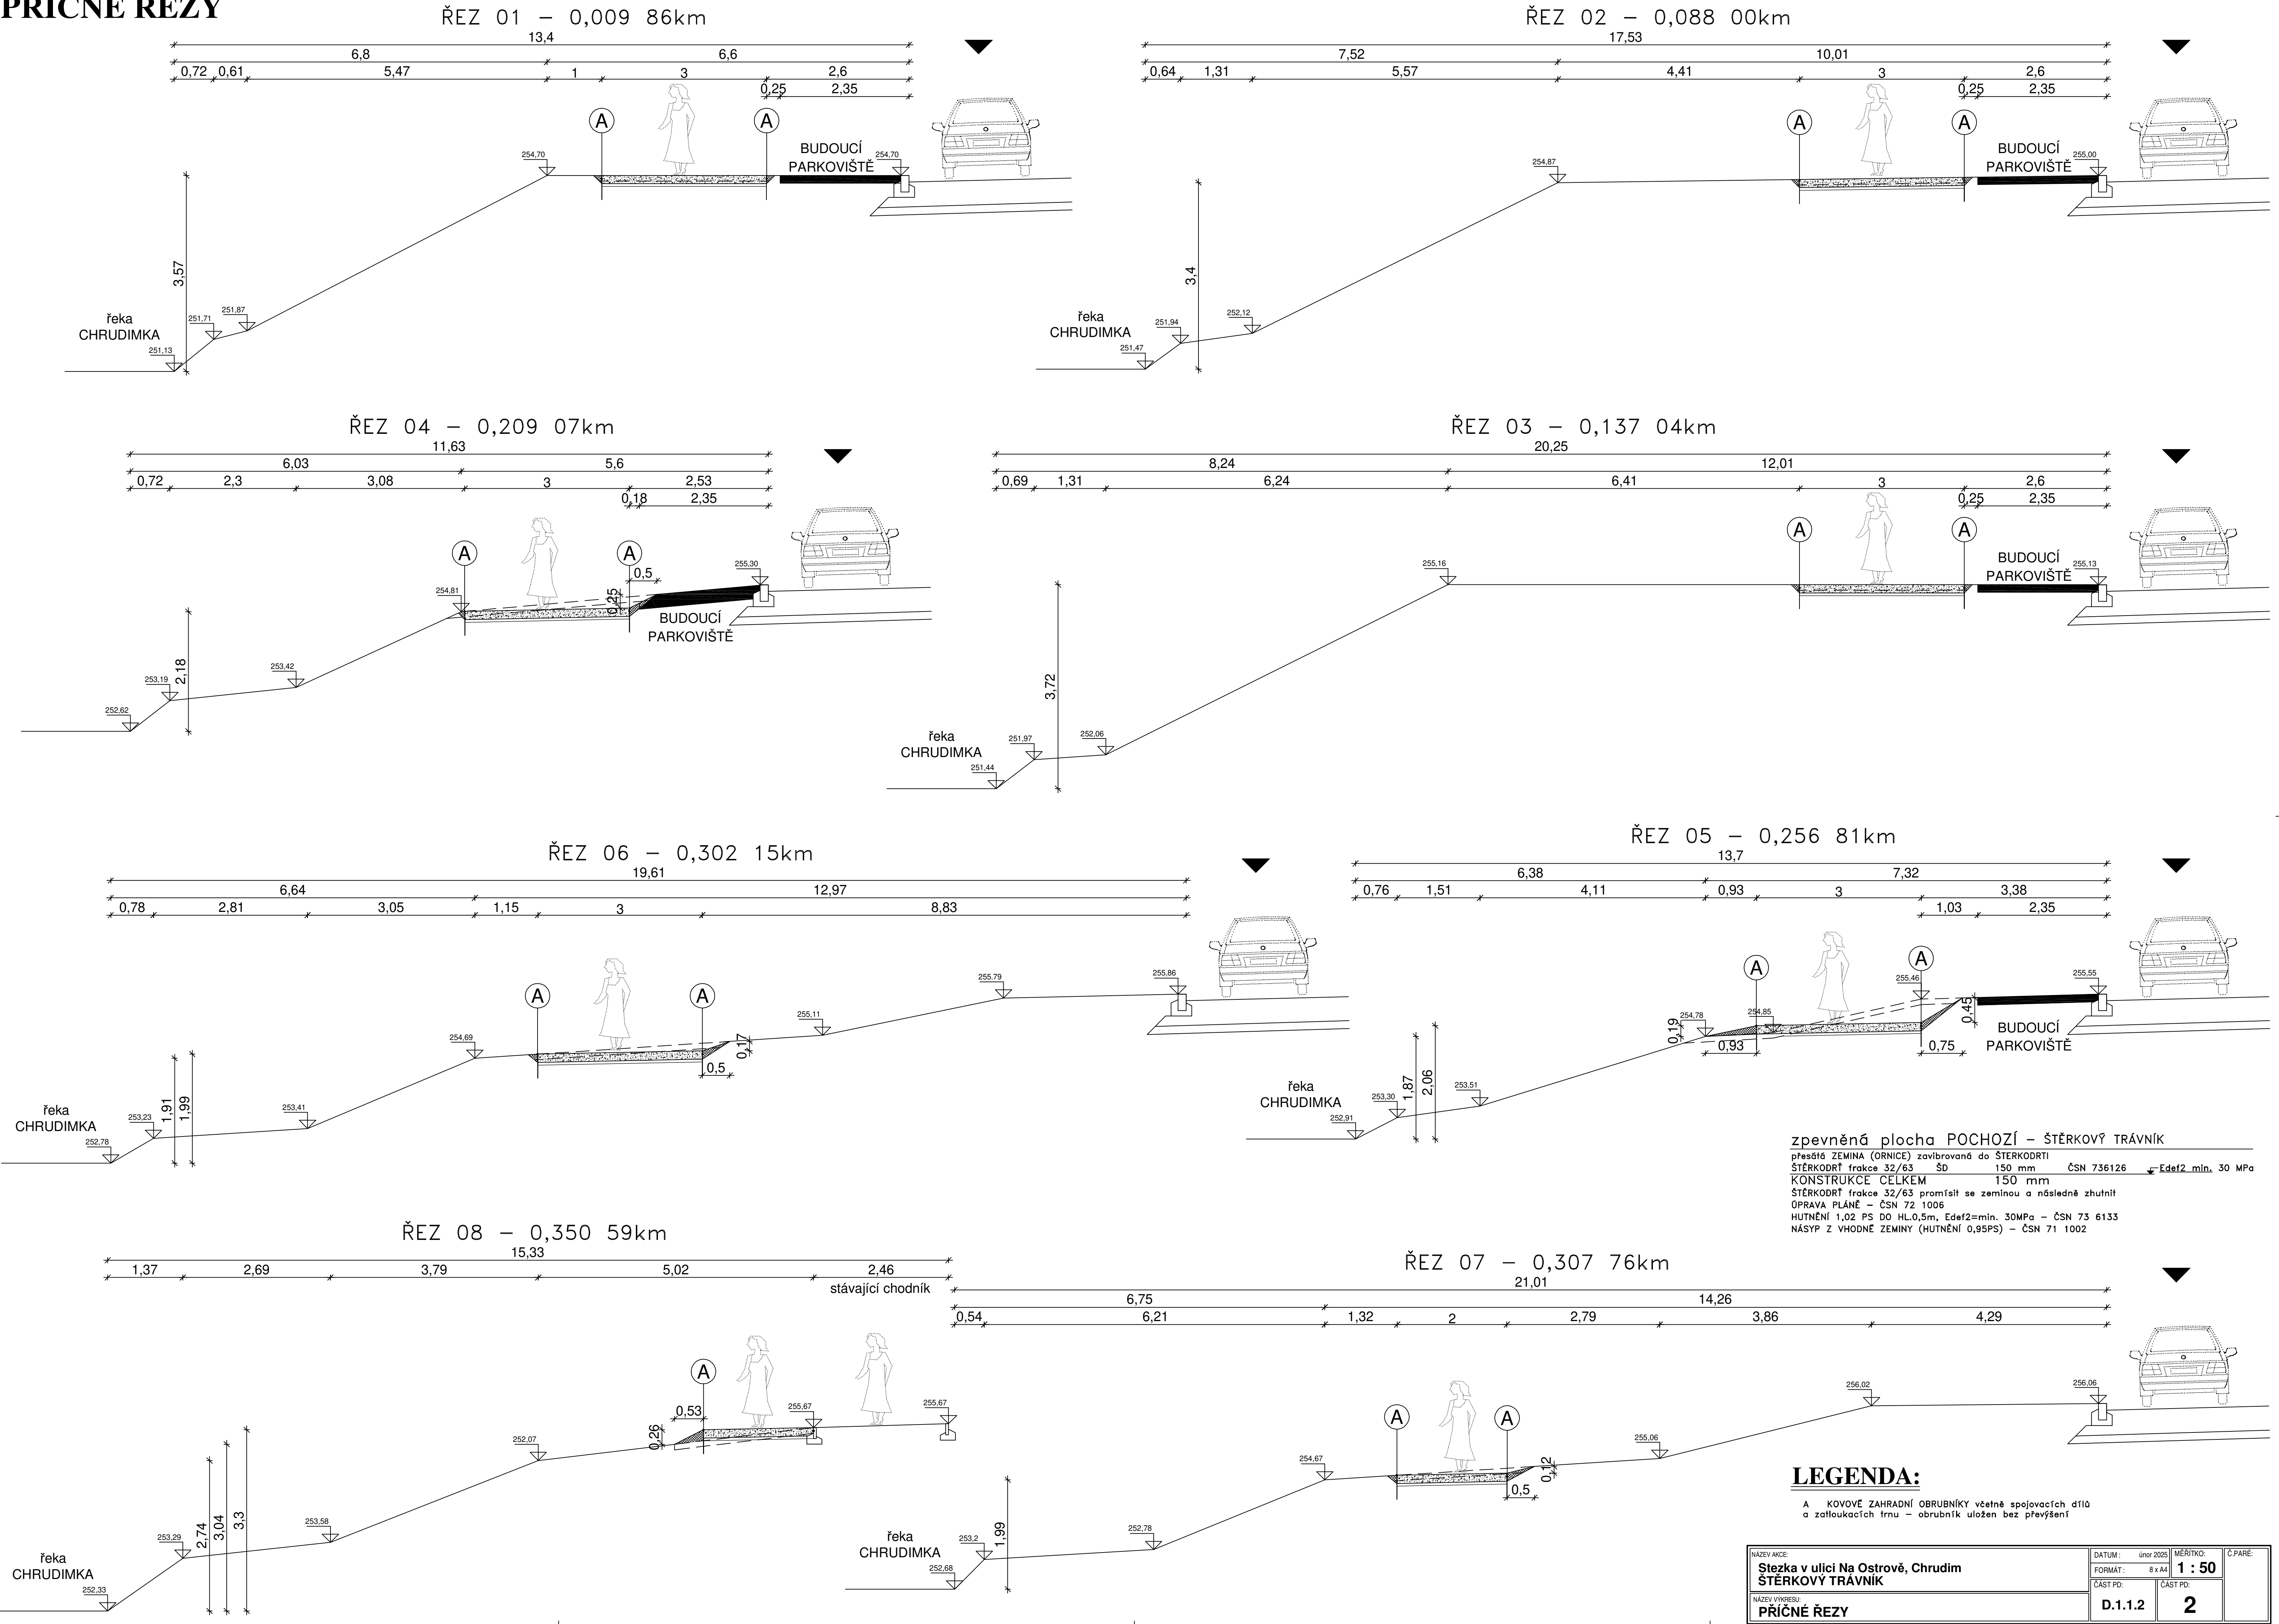 PŘÍČNÉ ŘEZY
ŘEZ 01 – 0,009 86km
13,4
6,8 6,6
0,72 0,61 5,47 1 3 2,6
0,25 2,35
A A
BUDOUCÍ
PARKOVIŠTĚ
254,70 254,70
3,57
řeka
CHRUDIMKA
251,71 251,87
251,13
ŘEZ 02 – 0,088 00km
17,53
7,52 10,01
0,64 1,31 5,57 4,41 3 2,6
0,25 2,35
A A
BUDOUCÍ
PARKOVIŠTĚ
254,87 255,00
3,4
řeka
CHRUDIMKA
251,94 252,12
251,47
ŘEZ 04 – 0,209 07km
11,63
6,03 5,6
0,72 2,3 3,08 3 2,53
0,18 2,35
A A
0,5
0,25
254,81 255,30
BUDOUCÍ
PARKOVIŠTĚ
2,18
253,19 253,42
252,62
ŘEZ 03 – 0,137 04km
20,25
8,24 12,01
0,69 1,31 6,24 6,41 3 2,6
0,25 2,35
A A
BUDOUCÍ
PARKOVIŠTĚ
255,16 255,13
3,72
řeka
CHRUDIMKA
251,97 252,06
251,44
ŘEZ 06 – 0,302 15km
19,61
6,64 12,97
0,78 2,81 3,05 1,15 3 8,83
A A
255,79 255,86
255,11
254,69
0,17
0,5
1,91 1,99
řeka
CHRUDIMKA
253,23 253,41
252,78
ŘEZ 05 – 0,256 81km
13,7
6,38 7,32
0,76 1,51 4,11 0,93 3 3,38
1,03 2,35
A A
255,46 255,55
254,78 254,85
0,19 0,45
0,93 0,75
BUDOUCÍ
PARKOVIŠTĚ
1,87 2,06
řeka
CHRUDIMKA
253,30 253,51
252,91
zpevněná plocha POCHOZÍ – ŠTĚRKOVÝ TRÁVNÍK
přesátá ZEMINA (ORNICE) zavibrovaná do ŠTERKODRTI
ŠTĚRKODRŤ frakce 32/63 ŠD 150 mm ČSN 736126 Edef2 min. 30 MPa
KONSTRUKCE CELKEM 150 mm
ŠTĚRKODRŤ frakce 32/63 promísit se zeminou a následně zhutnit
ÚPRAVA PLÁNĚ – ČSN 72 1006
HUTNĚNÍ 1,02 PS DO HL.0,5m, Edef2=min. 30MPa – ČSN 73 6133
NÁSYP Z VHODNÉ ZEMINY (HUTNĚNÍ 0,95PS) – ČSN 71 1002
ŘEZ 08 – 0,350 59km
15,33
1,37 2,69 3,79 5,02 2,46
stávající chodník
A
0,53
0,26
255,67 255,67
252,07
2,74 3,04 3,3
253,29 253,58
řeka
CHRUDIMKA
252,33
ŘEZ 07 – 0,307 76km
21,01
6,75 14,26
0,54 6,21 1,32 2 2,79 3,86 4,29
A A
256,02 256,06
255,06
254,67
0,12
0,5
1,99
řeka
CHRUDIMKA
253,2 252,78
252,68
LEGENDA:
A KOVOVÉ ZAHRADNÍ OBRUBNÍKY včetně spojovacích dílů
a zatloukacích trnu – obrubník uložen bez převýšení
NÁZEV AKCE:
Stezka v ulici Na Ostrově, Chrudim
ŠTĚRKOVÝ TRÁVNÍK
NÁZEV VÝKRESU:
PŘÍČNÉ ŘEZY
DATUM : únor 2025
FORMÁT : 8 x A4
MĚŘÍTKO:
1 : 50
Č.PARÉ:
ČÁST PD:
D.1.1.2
ČÁST PD:
2